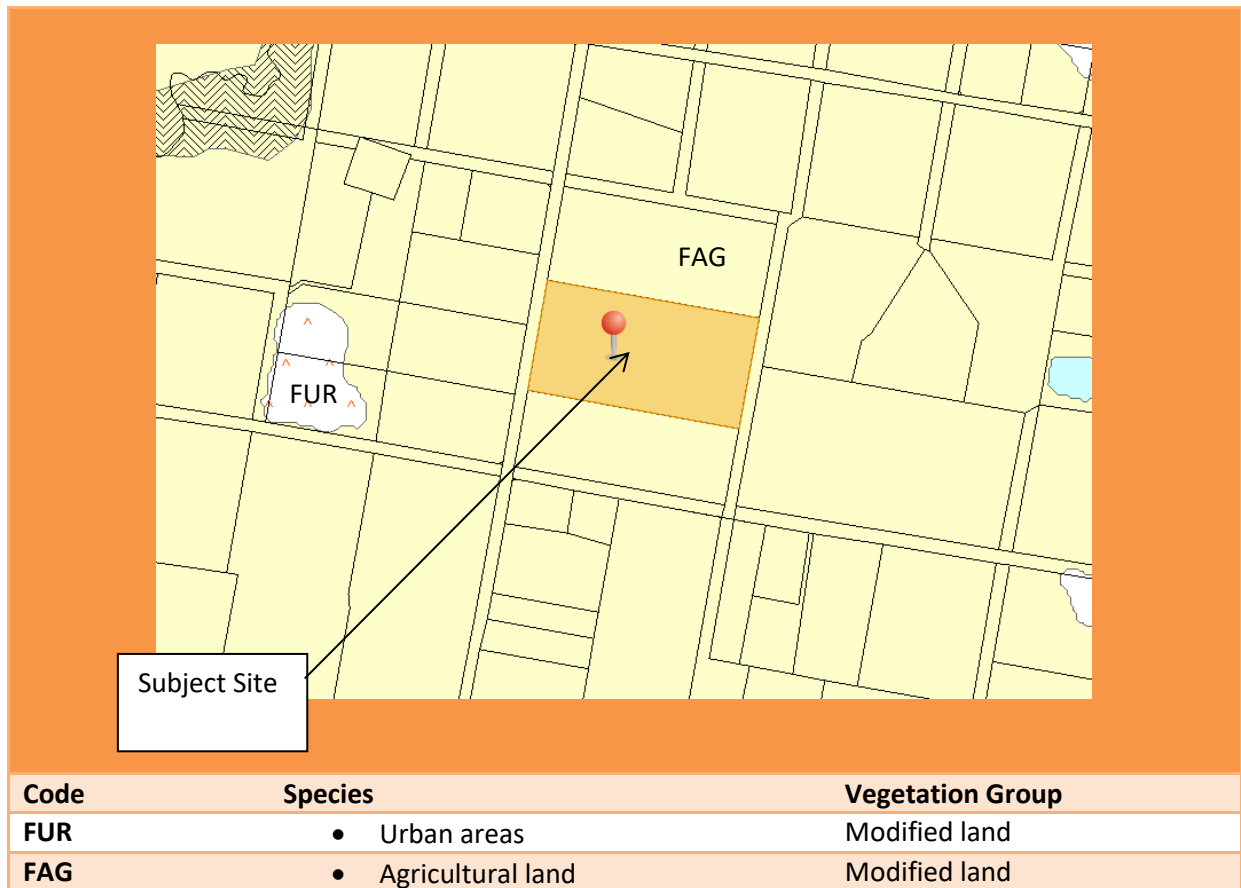 FAG
FUR
Subject Site
Code Species Vegetation Group
FUR • Urban areas Modified land
FAG • Agricultural land Modified land